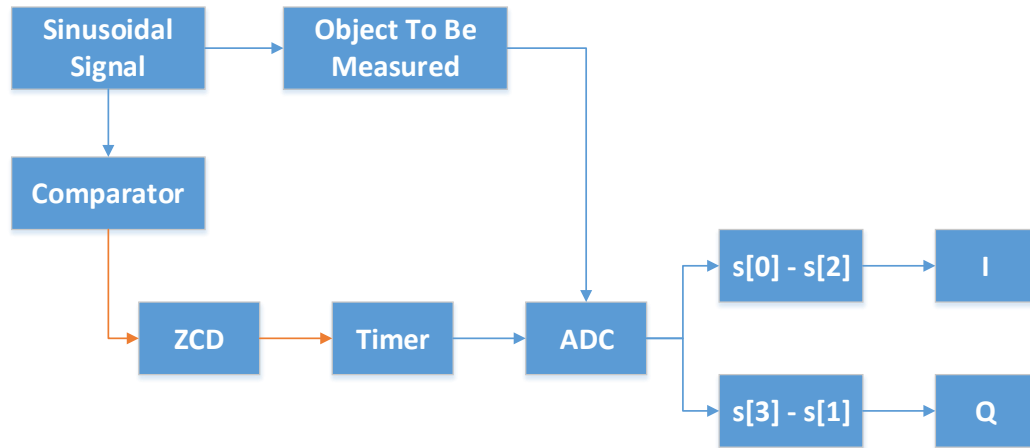 Sinusoidal
Signal
Object To Be
Measured
Comparator
ZCD
Timer
ADC
s[0] - s[2]
I
s[3] - s[1]
Q